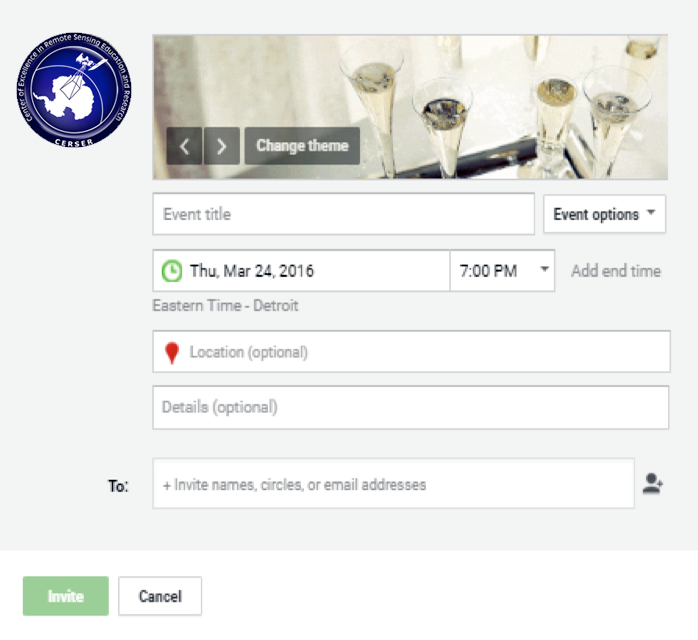 Center of Excellence in Remote Sensing Education and Research
CERSER
Change theme
Event title
Event options
Thu, Mar 24, 2016
7:00 PM
Add end time
Eastern Time - Detroit
Location (optional)
Details (optional)
To:
+ Invite names, circles, or email addresses
Invite
Cancel